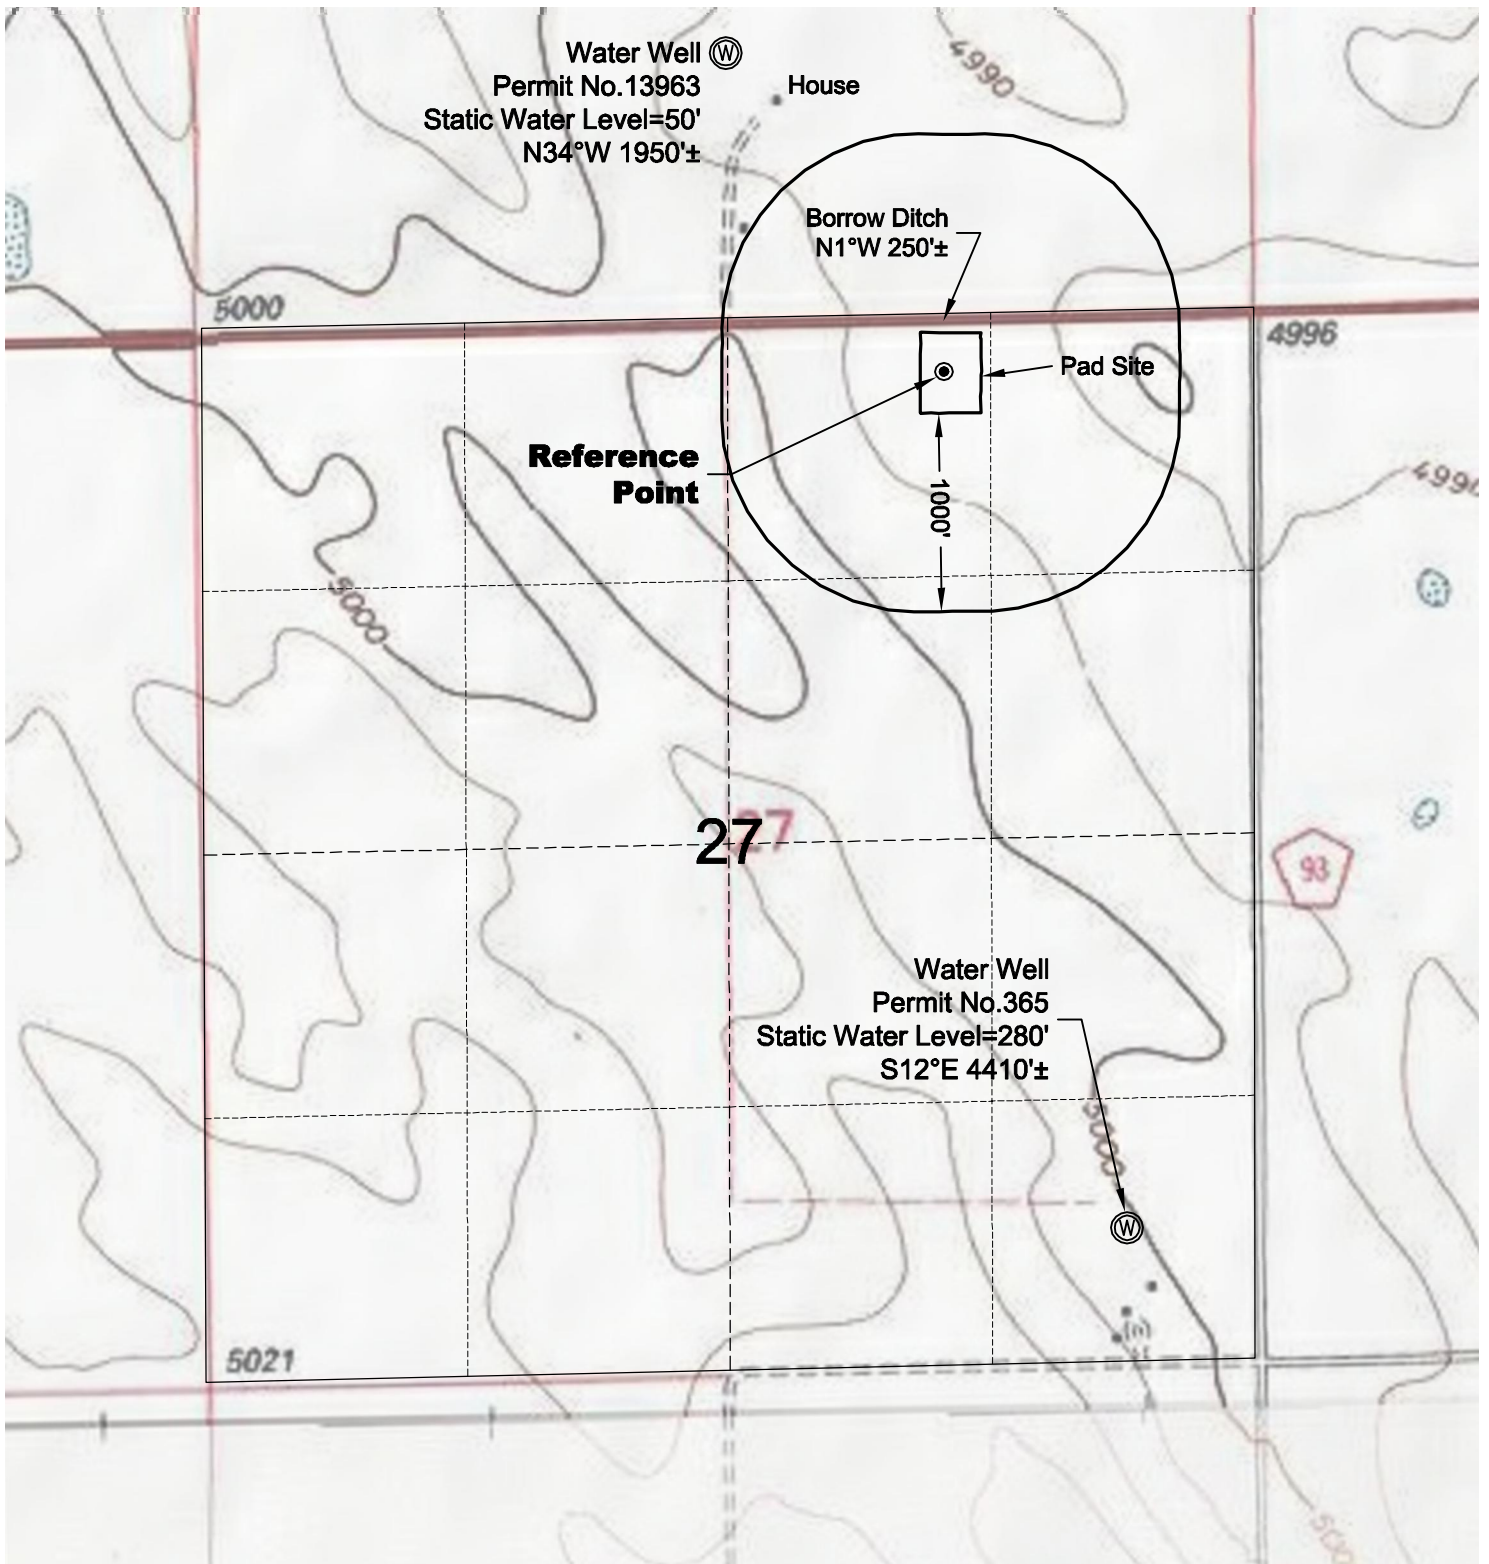 Water Well W
Permit No.13963
Static Water Level=50'
N34°W 1950'±
House
4990
Borrow Ditch
N1°W 250'±
5000
4996
Pad Site
Reference
Point
1000'
5000
27
27
93
Water Well
Permit No.365
Static Water Level=280'
S12°E 4410'±
5000
W
5021